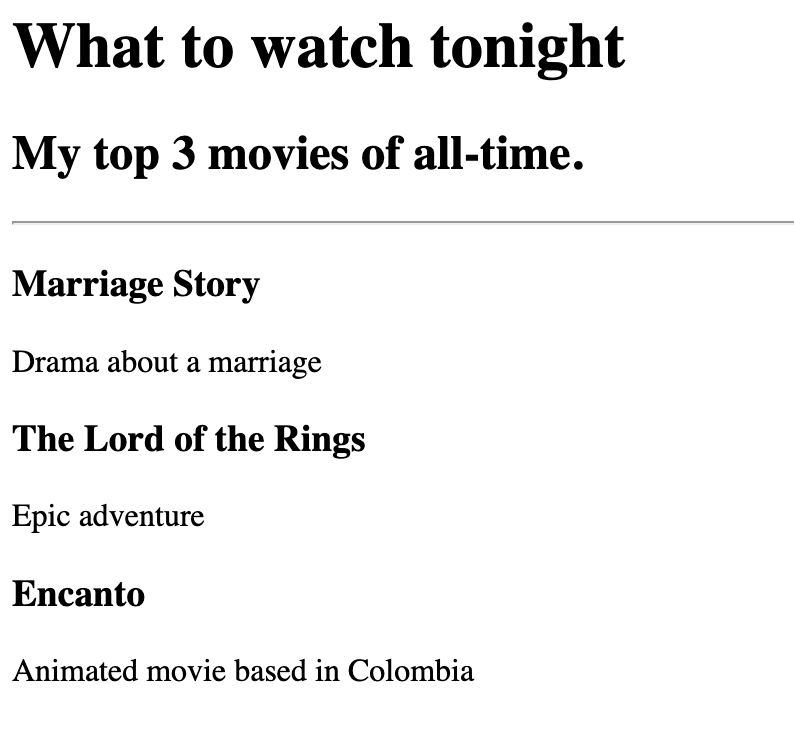 What to watch tonight
My top 3 movies of all-time.
Marriage Story
Drama about a marriage
The Lord of the Rings
Epic adventure
Encanto
Animated movie based in Colombia